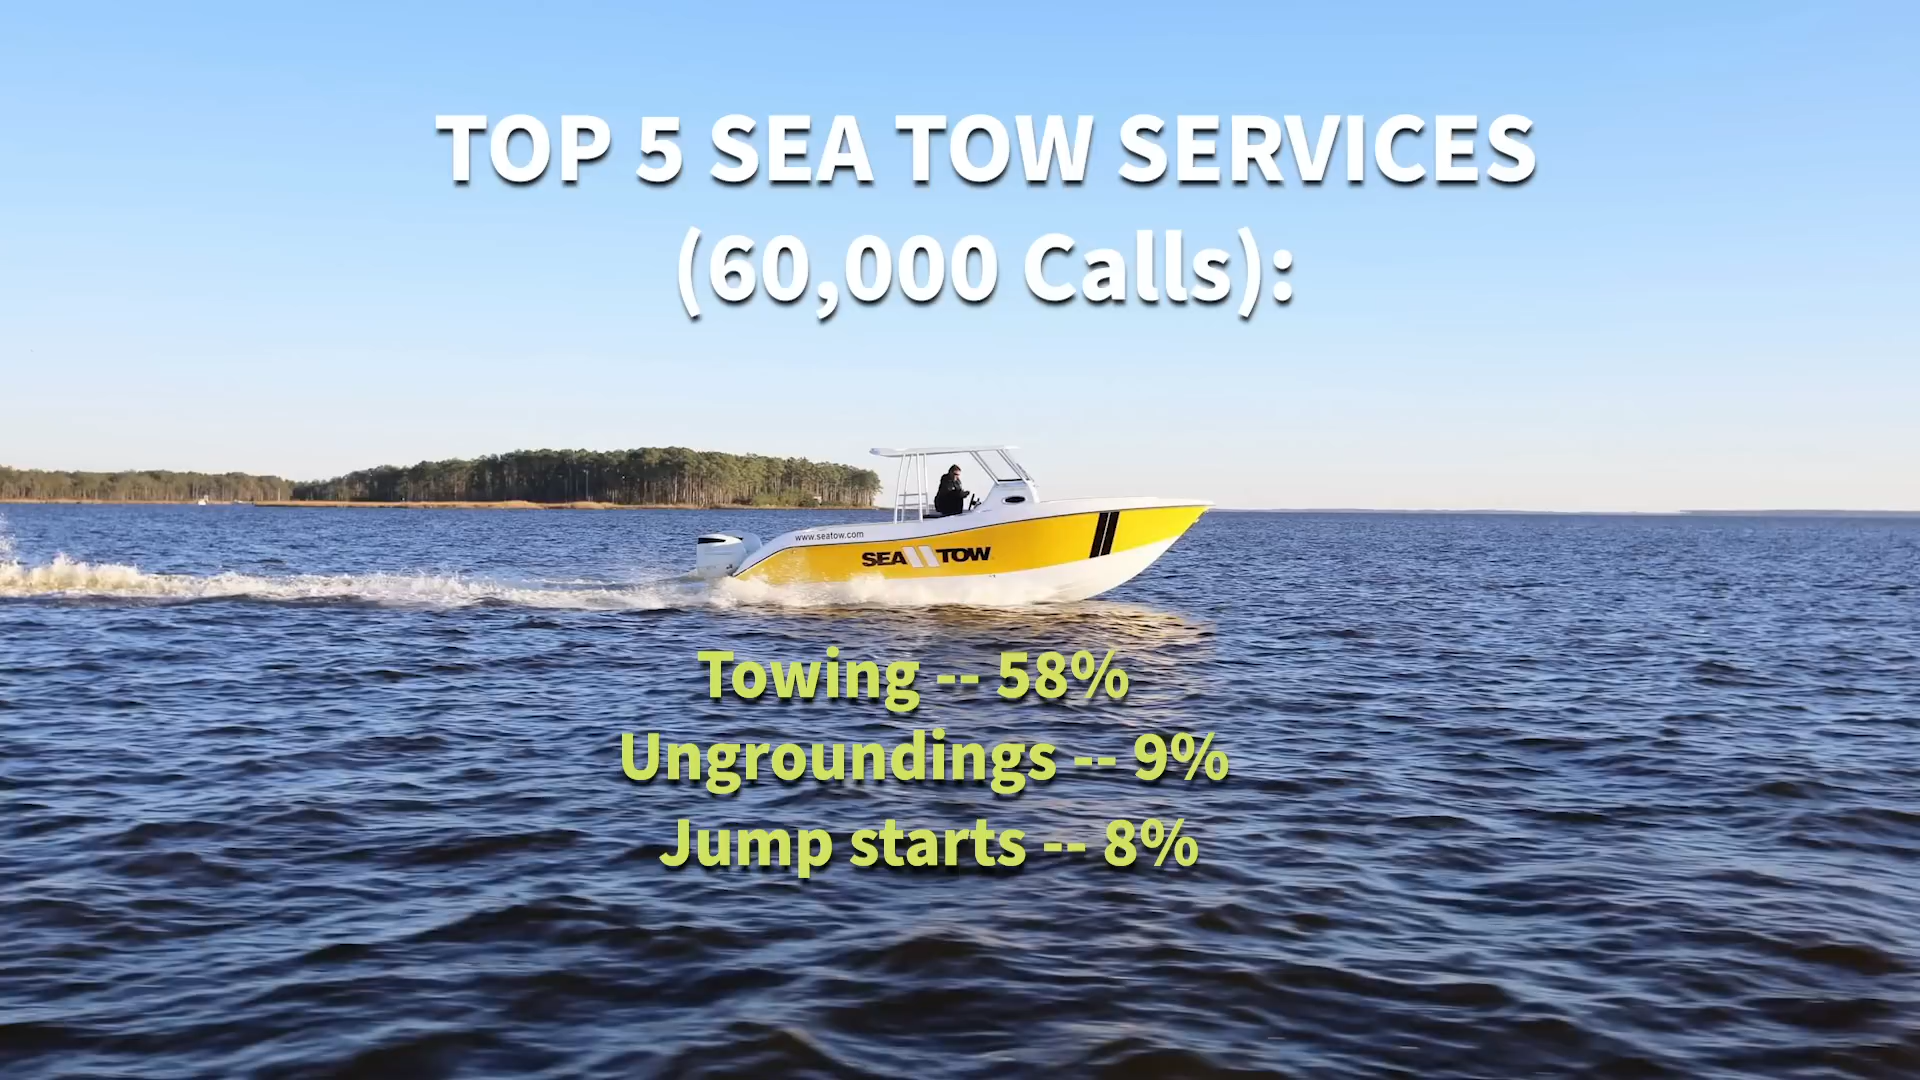 TOP 5 SEA TOW SERVICES
(60,000 Calls):
www.seatow.com
SEA TOW
Towing -- 58%
Ungroundings -- 9%
Jump starts -- 8%